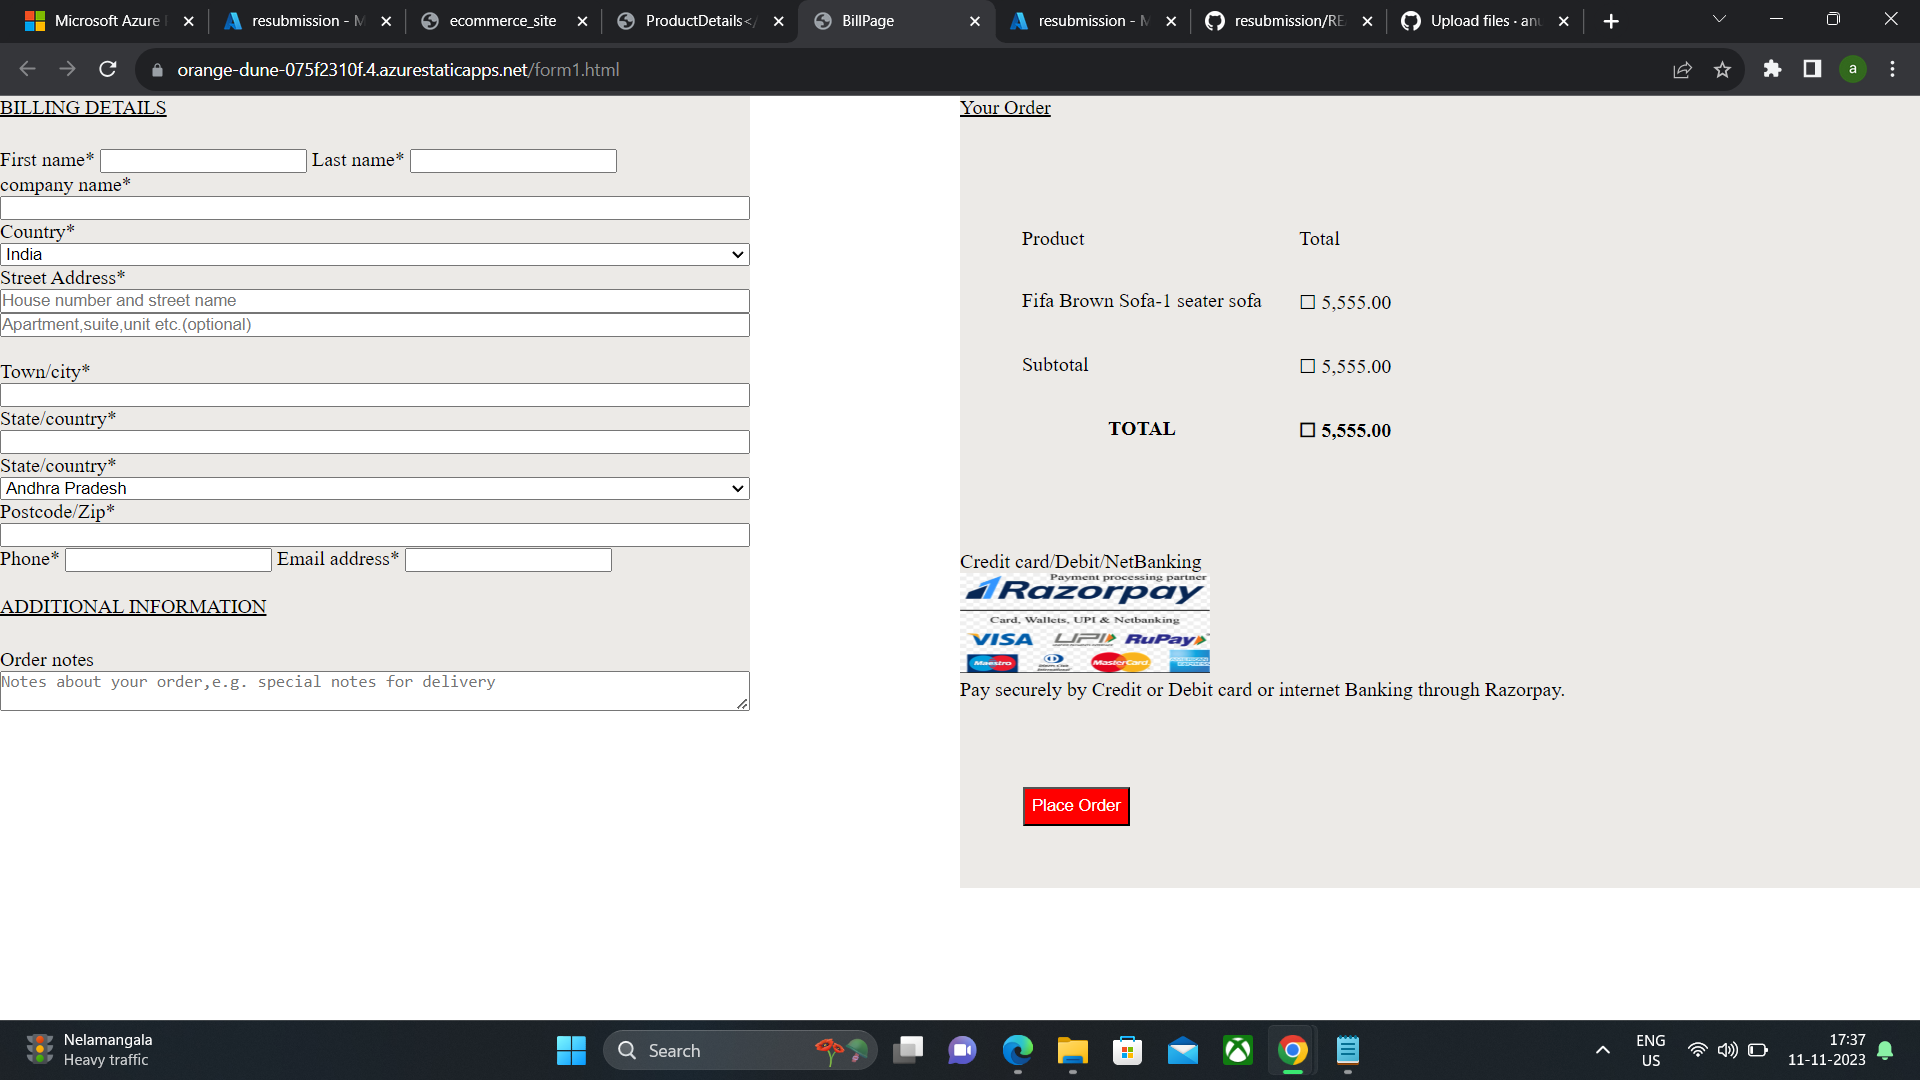 Microsoft Azure
resubmission - M
ecommerce_site
ProductDetails</
BillPage
resubmission - M
resubmission/RE
Upload files · anu
orange-dune-075f2310f.4.azurestaticapps.net/form1.html
a
BILLING DETAILS
First name* Last name*
company name*
Country*
India
Street Address*
House number and street name
Apartment,suite,unit etc.(optional)
Town/city*
State/country*
State/country*
Andhra Pradesh
Postcode/Zip*
Phone* Email address*
ADDITIONAL INFORMATION
Order notes
Notes about your order,e.g. special notes for delivery
Your Order
Product Total
Fifa Brown Sofa-1 seater sofa ☐ 5,555.00
Subtotal ☐ 5,555.00
TOTAL ☐ 5,555.00
Credit card/Debit/NetBanking
Payment processing partner
Razorpay
Card, Wallets, UPI & Netbanking
VISA UPI RuPay
Maestro MasterCard
Pay securely by Credit or Debit card or internet Banking through Razorpay.
Place Order
Nelamangala
Heavy traffic
Search
ENG
US
17:37
11-11-2023